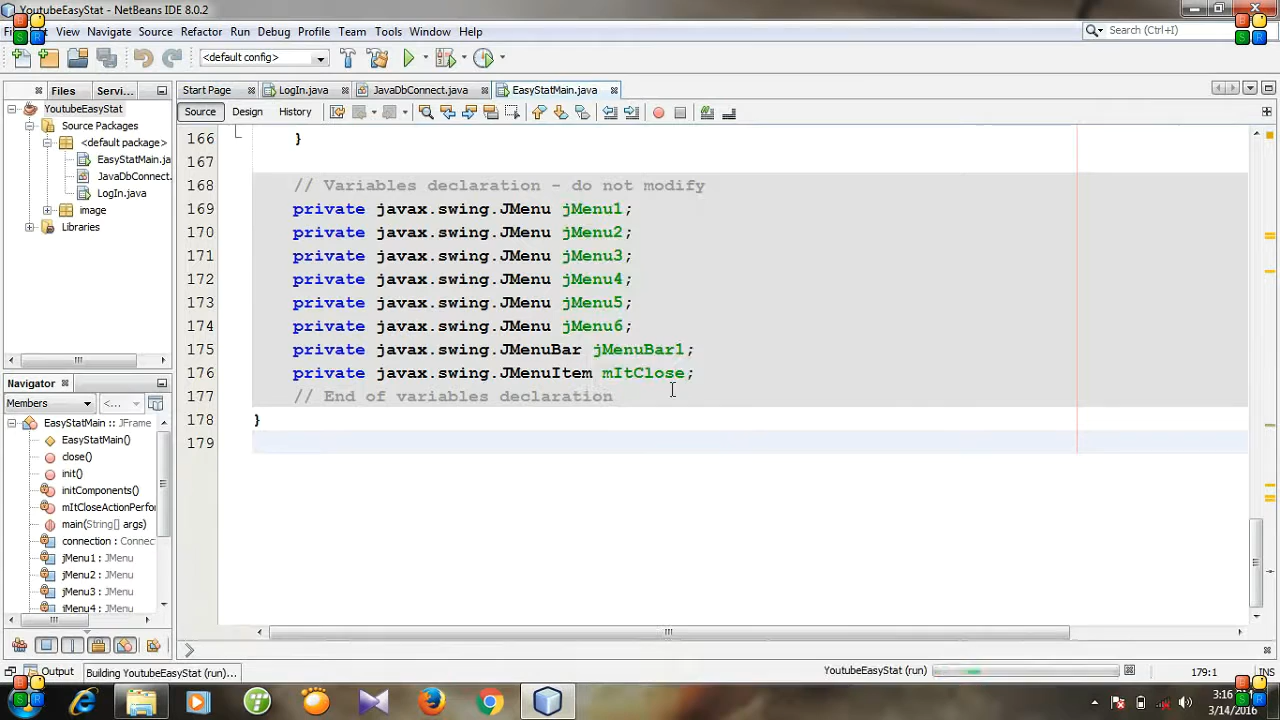 YoutubeEasyStat - NetBeans IDE 8.0.2
View Navigate Source Refactor Run Debug Profile Team Tools Window Help
Search (Ctrl+I)
<default config>
Files Servi...
Start Page LogIn.java JavaDbConnect.java EasyStatMain.java
Source Design History
YoutubeEasyStat
Source Packages
<default package>
EasyStatMain.ja
JavaDbConnect.
LogIn.java
image
Libraries
166 }
167
168 // Variables declaration - do not modify
169 private javax.swing.JMenu jMenu1;
170 private javax.swing.JMenu jMenu2;
171 private javax.swing.JMenu jMenu3;
172 private javax.swing.JMenu jMenu4;
173 private javax.swing.JMenu jMenu5;
174 private javax.swing.JMenu jMenu6;
175 private javax.swing.JMenuBar jMenuBar1;
176 private javax.swing.JMenuItem mItClose;
177 // End of variables declaration
178 }
179
Navigator
Members <...
EasyStatMain :: JFrame
EasyStatMain()
close()
init()
initComponents()
mItCloseActionPerfo
main(String[] args)
connection : Connec
jMenu1 : JMenu
jMenu2 : JMenu
jMenu3 : JMenu
jMenu4 : JMenu
Output Building YoutubeEasyStat (run)... YoutubeEasyStat (run) 179:1 INS
3:16 PM
3/14/2016